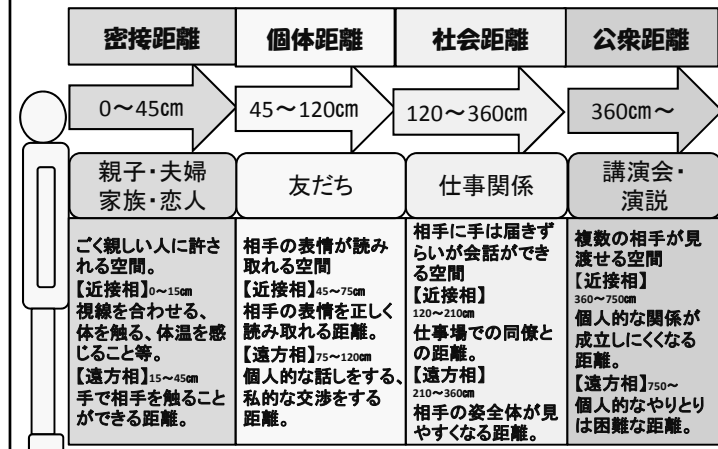 密接距離
個体距離
社会距離
公衆距離
0～45㎝
45～120㎝
120～360㎝
360㎝～
親子・夫婦
家族・恋人
友だち
仕事関係
講演会・
演説
ごく親しい人に許さ
れる空間。
【近接相】0～15㎝
視線を合わせる、
体を触る、体温を感
じること等。
【遠方相】15～45㎝
手で相手を触ること
ができる距離。
相手の表情が読み
取れる空間
【近接相】45～75㎝
相手の表情を正しく
読み取れる距離。
【遠方相】75～120㎝
個人的な話しをする、
私的な交渉をする
距離。
相手に手は届きず
らいが会話ができ
る空間
【近接相】
120～210㎝
仕事場での同僚と
の距離。
【遠方相】
210～360㎝
相手の姿全体が見
やすくなる距離。
複数の相手が見
渡せる空間
【近接相】
360～750㎝
個人的な関係が
成立しにくくなる
距離。
【遠方相】750～
個人的なやりとり
は困難な距離。